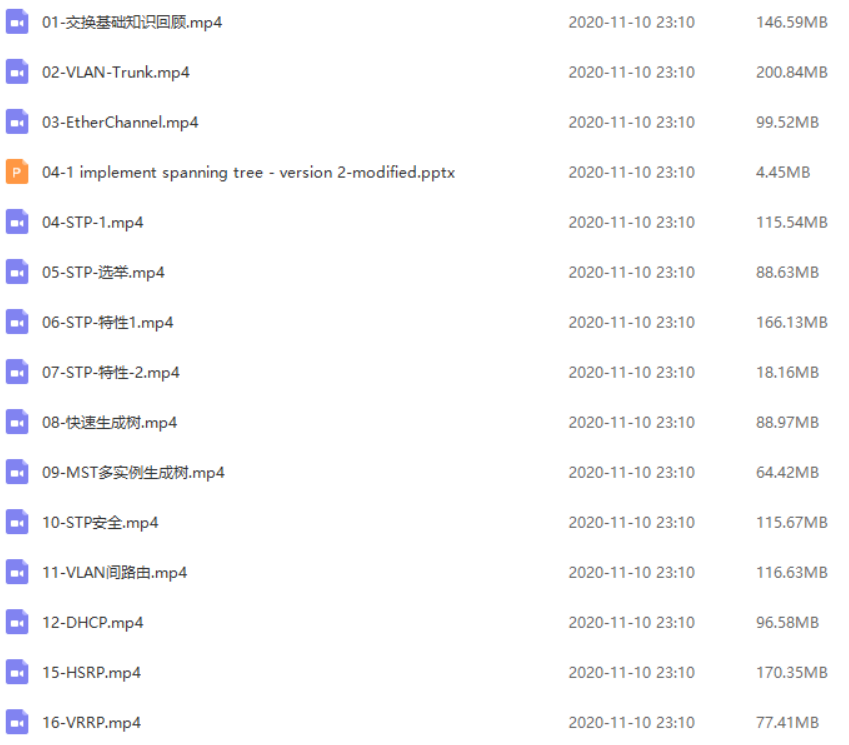 01-交换基础知识回顾.mp4 2020-11-10 23:10 146.59MB
02-VLAN-Trunk.mp4 2020-11-10 23:10 200.84MB
03-EtherChannel.mp4 2020-11-10 23:10 99.52MB
P 04-1 implement spanning tree - version 2-modified.pptx 2020-11-10 23:10 4.45MB
04-STP-1.mp4 2020-11-10 23:10 115.54MB
05-STP-选举.mp4 2020-11-10 23:10 88.63MB
06-STP-特性1.mp4 2020-11-10 23:10 166.13MB
07-STP-特性-2.mp4 2020-11-10 23:10 18.16MB
08-快速生成树.mp4 2020-11-10 23:10 88.97MB
09-MST多实例生成树.mp4 2020-11-10 23:10 64.42MB
10-STP安全.mp4 2020-11-10 23:10 115.67MB
11-VLAN间路由.mp4 2020-11-10 23:10 116.63MB
12-DHCP.mp4 2020-11-10 23:10 96.58MB
15-HSRP.mp4 2020-11-10 23:10 170.35MB
16-VRRP.mp4 2020-11-10 23:10 77.41MB